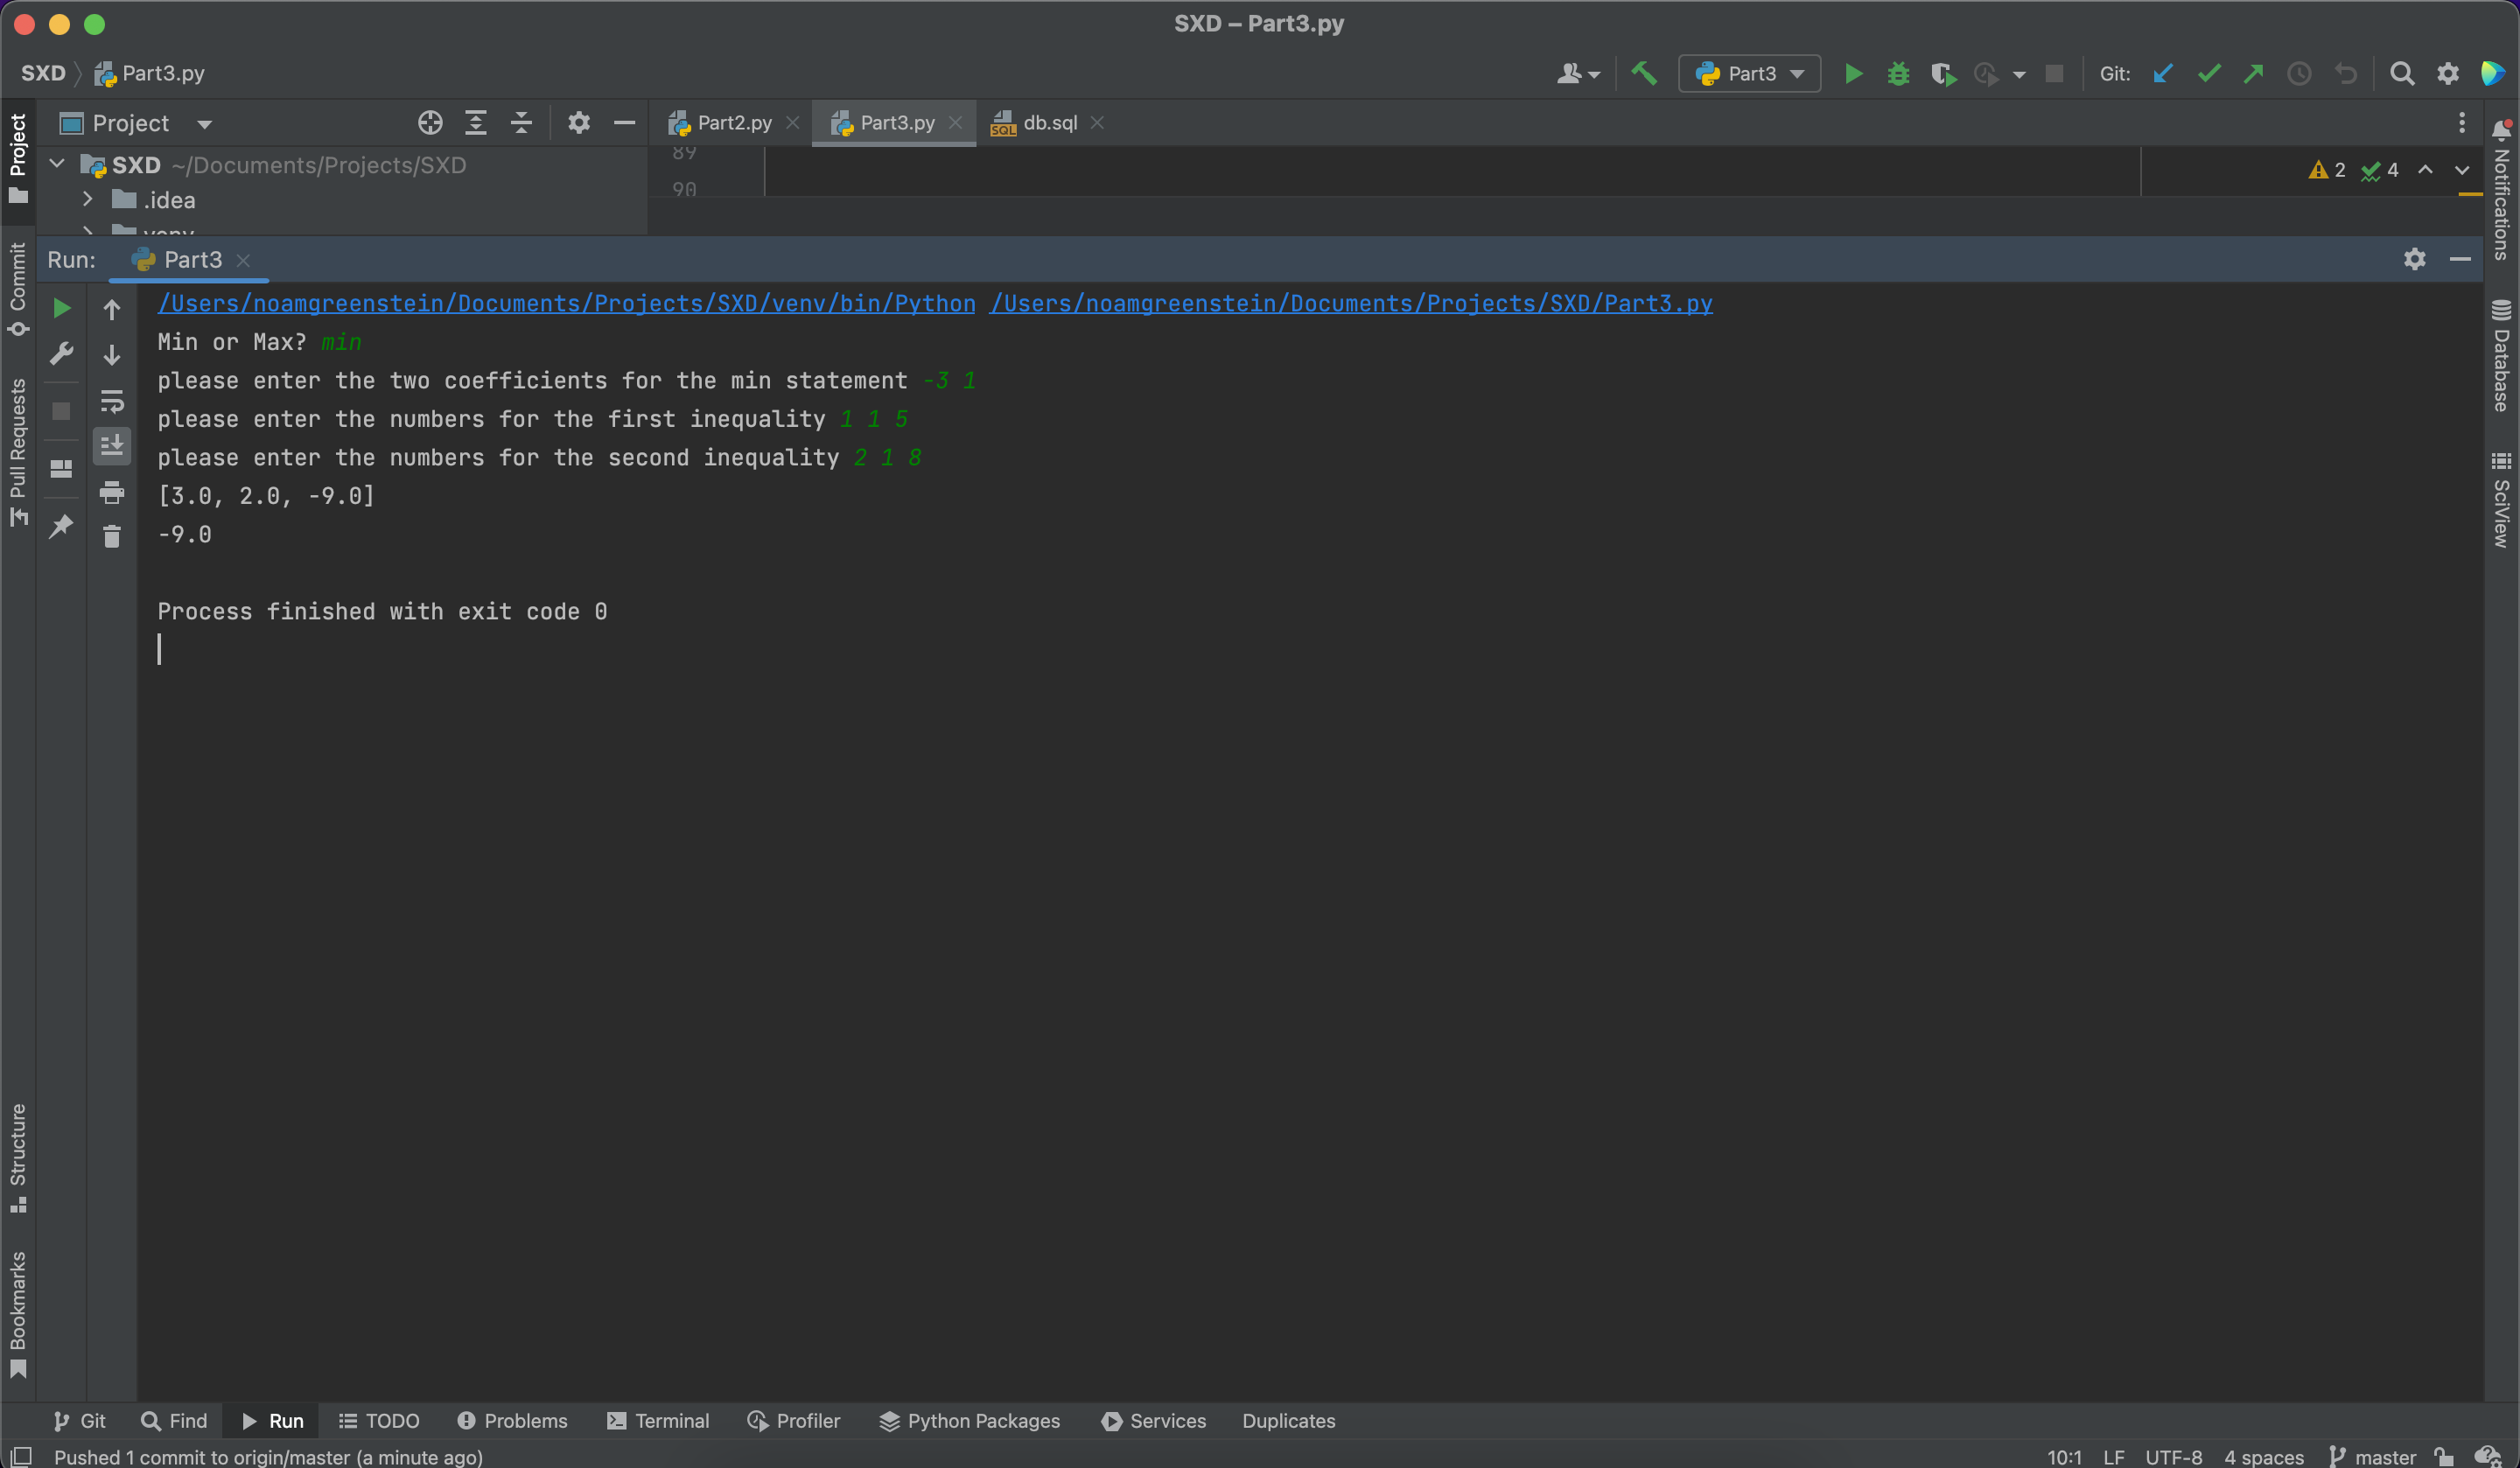 SXD – Part3.py
SXD Part3.py
Part3
Git:
Project
Part2.py
Part3.py
db.sql
SXD ~/Documents/Projects/SXD
89
2 4
90
.idea
venv
Run: Part3
/Users/noamgreenstein/Documents/Projects/SXD/venv/bin/Python /Users/noamgreenstein/Documents/Projects/SXD/Part3.py
Min or Max? min
please enter the two coefficients for the min statement -3 1
please enter the numbers for the first inequality 1 1 5
please enter the numbers for the second inequality 2 1 8
[3.0, 2.0, -9.0]
-9.0
Process finished with exit code 0
Project
Commit
Pull Requests
Structure
Bookmarks
Notifications
Database
SciView
Git Find Run TODO Problems Terminal Profiler Python Packages Services Duplicates
Pushed 1 commit to origin/master (a minute ago)
10:1 LF UTF-8 4 spaces master